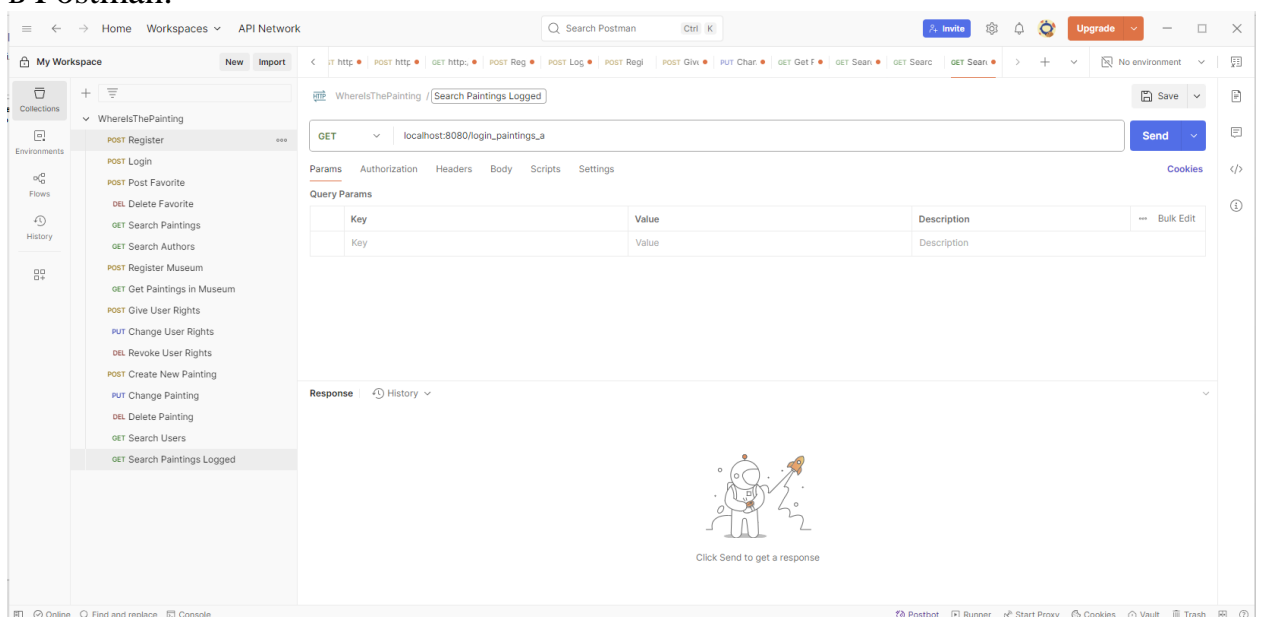 в Postman.
Home Workspaces API Network Search Postman Ctrl K Invite Upgrade
My Workspace New Import POST Reg POST Log POST Regi POST Give PUT Chan GET Get F GET Sean GET Searc GET Sean No environment
Collections
Environments
Flows
History
WhereIsThePainting
POST Register
POST Login
POST Post Favorite
DEL Delete Favorite
GET Search Paintings
GET Search Authors
POST Register Museum
GET Get Paintings in Museum
POST Give User Rights
PUT Change User Rights
DEL Revoke User Rights
POST Create New Painting
PUT Change Painting
DEL Delete Painting
GET Search Users
GET Search Paintings Logged
HTTP WhereIsThePainting / Search Paintings Logged Save
GET localhost:8080/login_paintings_a Send
Params Authorization Headers Body Scripts Settings Cookies
Query Params
Key Value Description Bulk Edit
Key Value Description
Response History
Click Send to get a response
Online Find and replace Console Postbot Runner Start Proxy Cookies Vault Trash